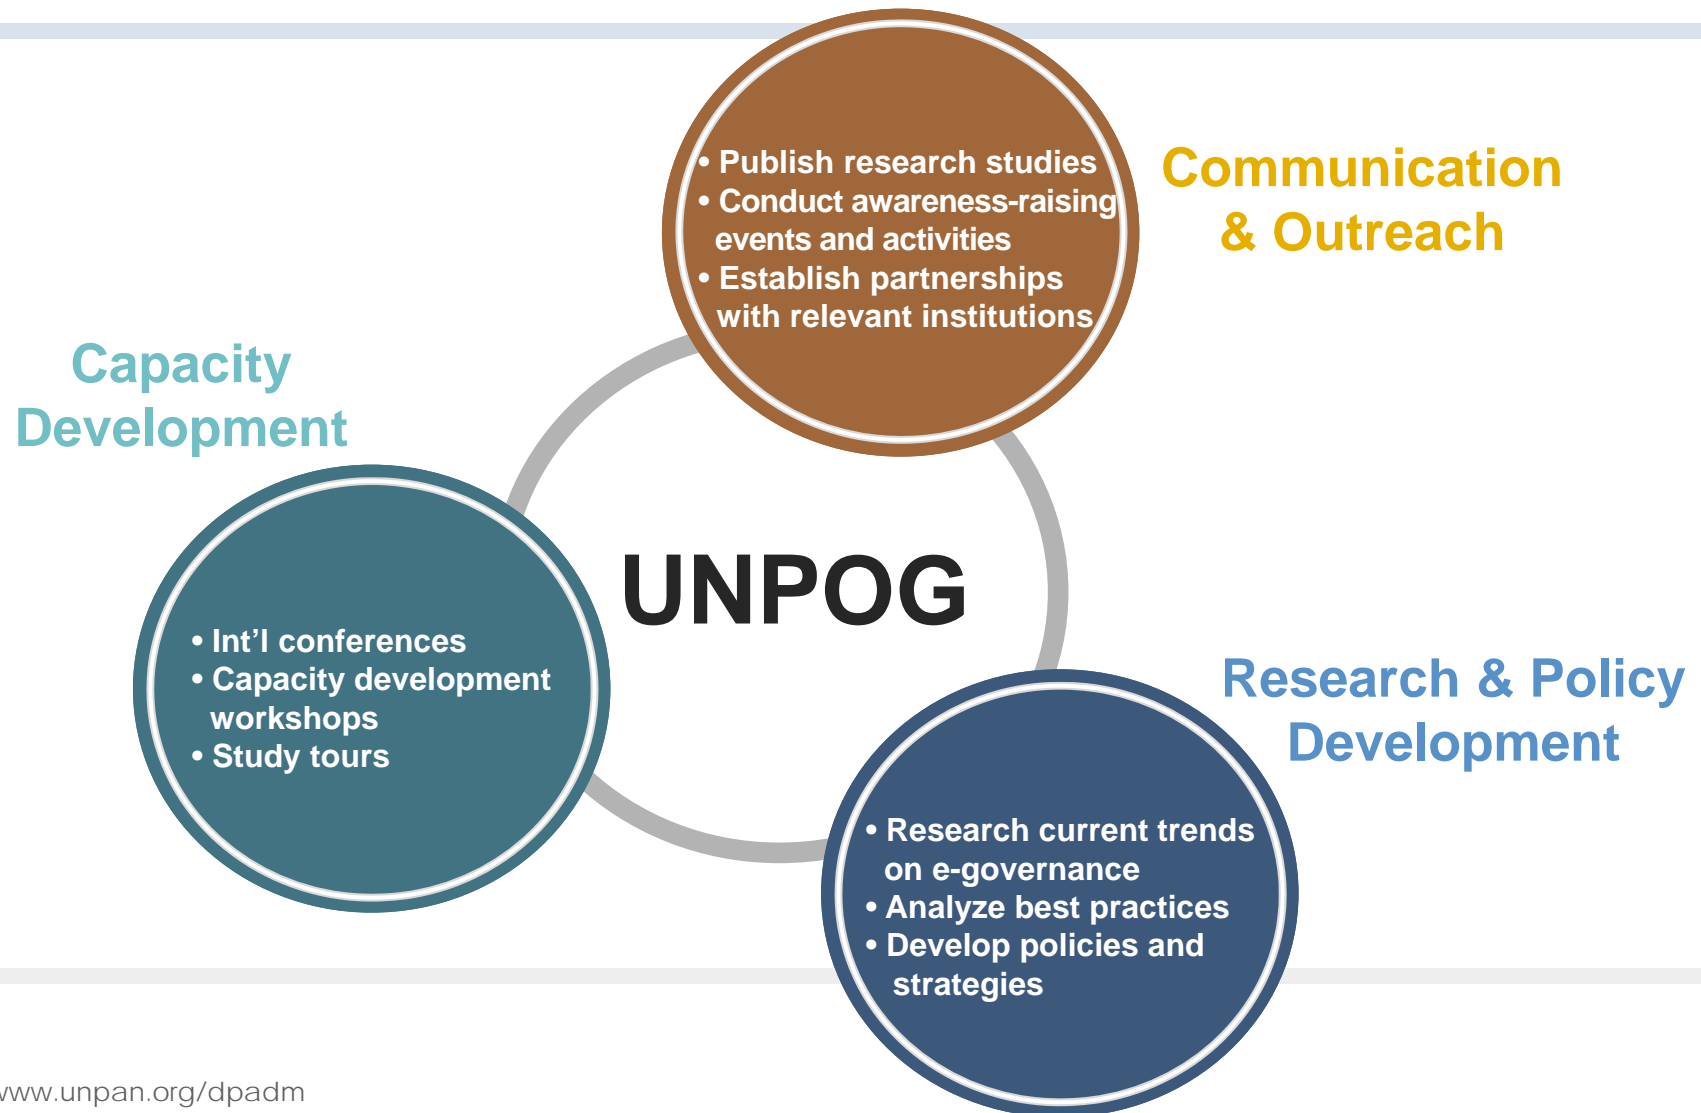 • Publish research studies
• Conduct awareness-raising
events and activities
• Establish partnerships
with relevant institutions
Communication
& Outreach
Capacity
Development
UNPOG
• Int’l conferences
• Capacity development
workshops
• Study tours
Research & Policy
Development
• Research current trends
on e-governance
• Analyze best practices
• Develop policies and
strategies
www.unpan.org/dpadm